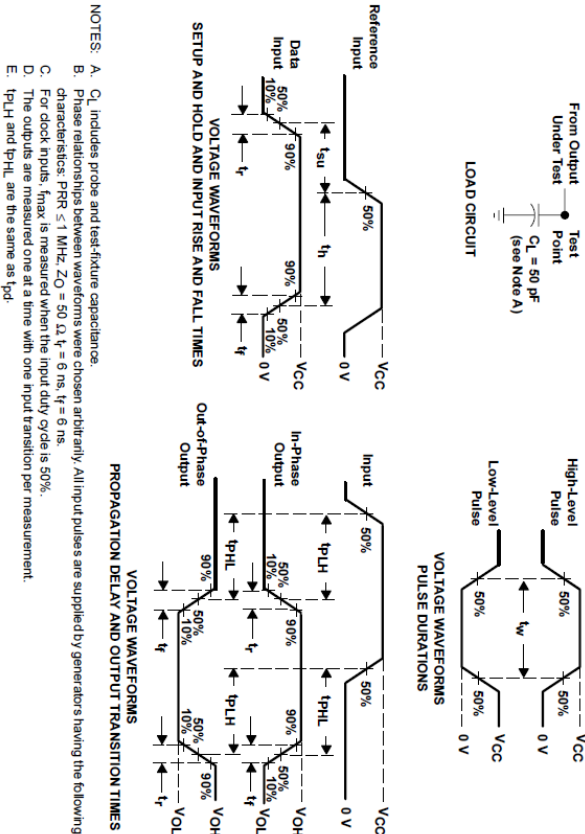 From Output
Under Test
Test
Point
CL = 50 pF
(see Note A)
LOAD CIRCUIT
High-Level
Pulse
50%
50%
VCC
0 V
tw
Low-Level
Pulse
50%
50%
VCC
0 V
VOLTAGE WAVEFORMS
PULSE DURATIONS
Reference
Input
50%
VCC
0 V
tsu
th
Data
Input
50%
10%
90%
90%
50%
10%
VCC
0 V
tr
tf
VOLTAGE WAVEFORMS
SETUP AND HOLD AND INPUT RISE AND FALL TIMES
Input
50%
50%
VCC
0 V
tPLH
tPHL
In-Phase
Output
50%
10%
90%
90%
50%
10%
VOH
VOL
tr
tf
tPHL
tPLH
Out-of-Phase
Output
90%
50%
10%
50%
10%
90%
VOH
VOL
tf
tr
VOLTAGE WAVEFORMS
PROPAGATION DELAY AND OUTPUT TRANSITION TIMES
NOTES: A. CL includes probe and test-fixture capacitance.
B. Phase relationships between waveforms were chosen arbitrarily. All input pulses are supplied by generators having the following
characteristics: PRR ≤ 1 MHz, ZO = 50 Ω, tr = 6 ns, tf = 6 ns.
C. For clock inputs, fmax is measured when the input duty cycle is 50%.
D. The outputs are measured one at a time with one input transition per measurement.
E. tPLH and tPHL are the same as tpd.